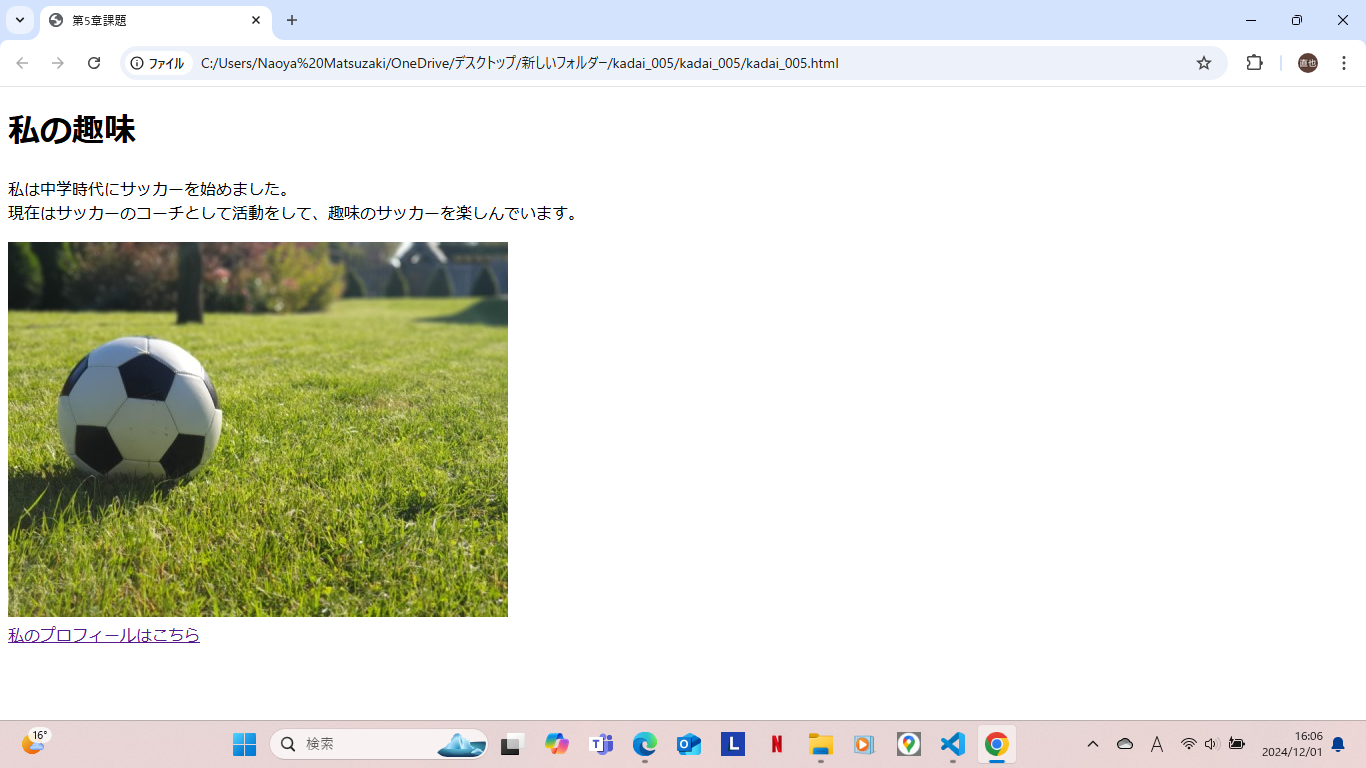 第5章課題
ファイル
C:/Users/Naoya%20Matsuzaki/OneDrive/デスクトップ/新しいフォルダー/kadai_005/kadai_005/kadai_005.html
直也
私の趣味
私は中学時代にサッカーを始めました。
現在はサッカーのコーチとして活動をして、趣味のサッカーを楽しんでいます。
私のプロフィールはこちら
16°
検索
L
N
A
16:06
2024/12/01